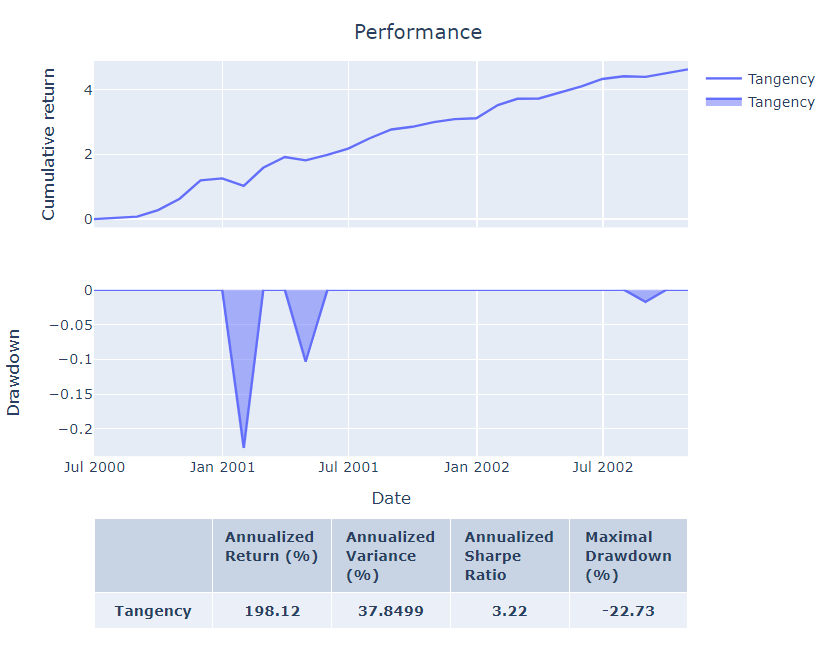 Performance
Cumulative return
4
2
0
Tangency
Tangency
Drawdown
0
−0.05
−0.1
−0.15
−0.2
Jul 2000 Jan 2001 Jul 2001 Jan 2002 Jul 2002
Date
Annualized Return (%) Annualized Variance (%) Annualized Sharpe Ratio Maximal Drawdown (%)
Tangency 198.12 37.8499 3.22 -22.73